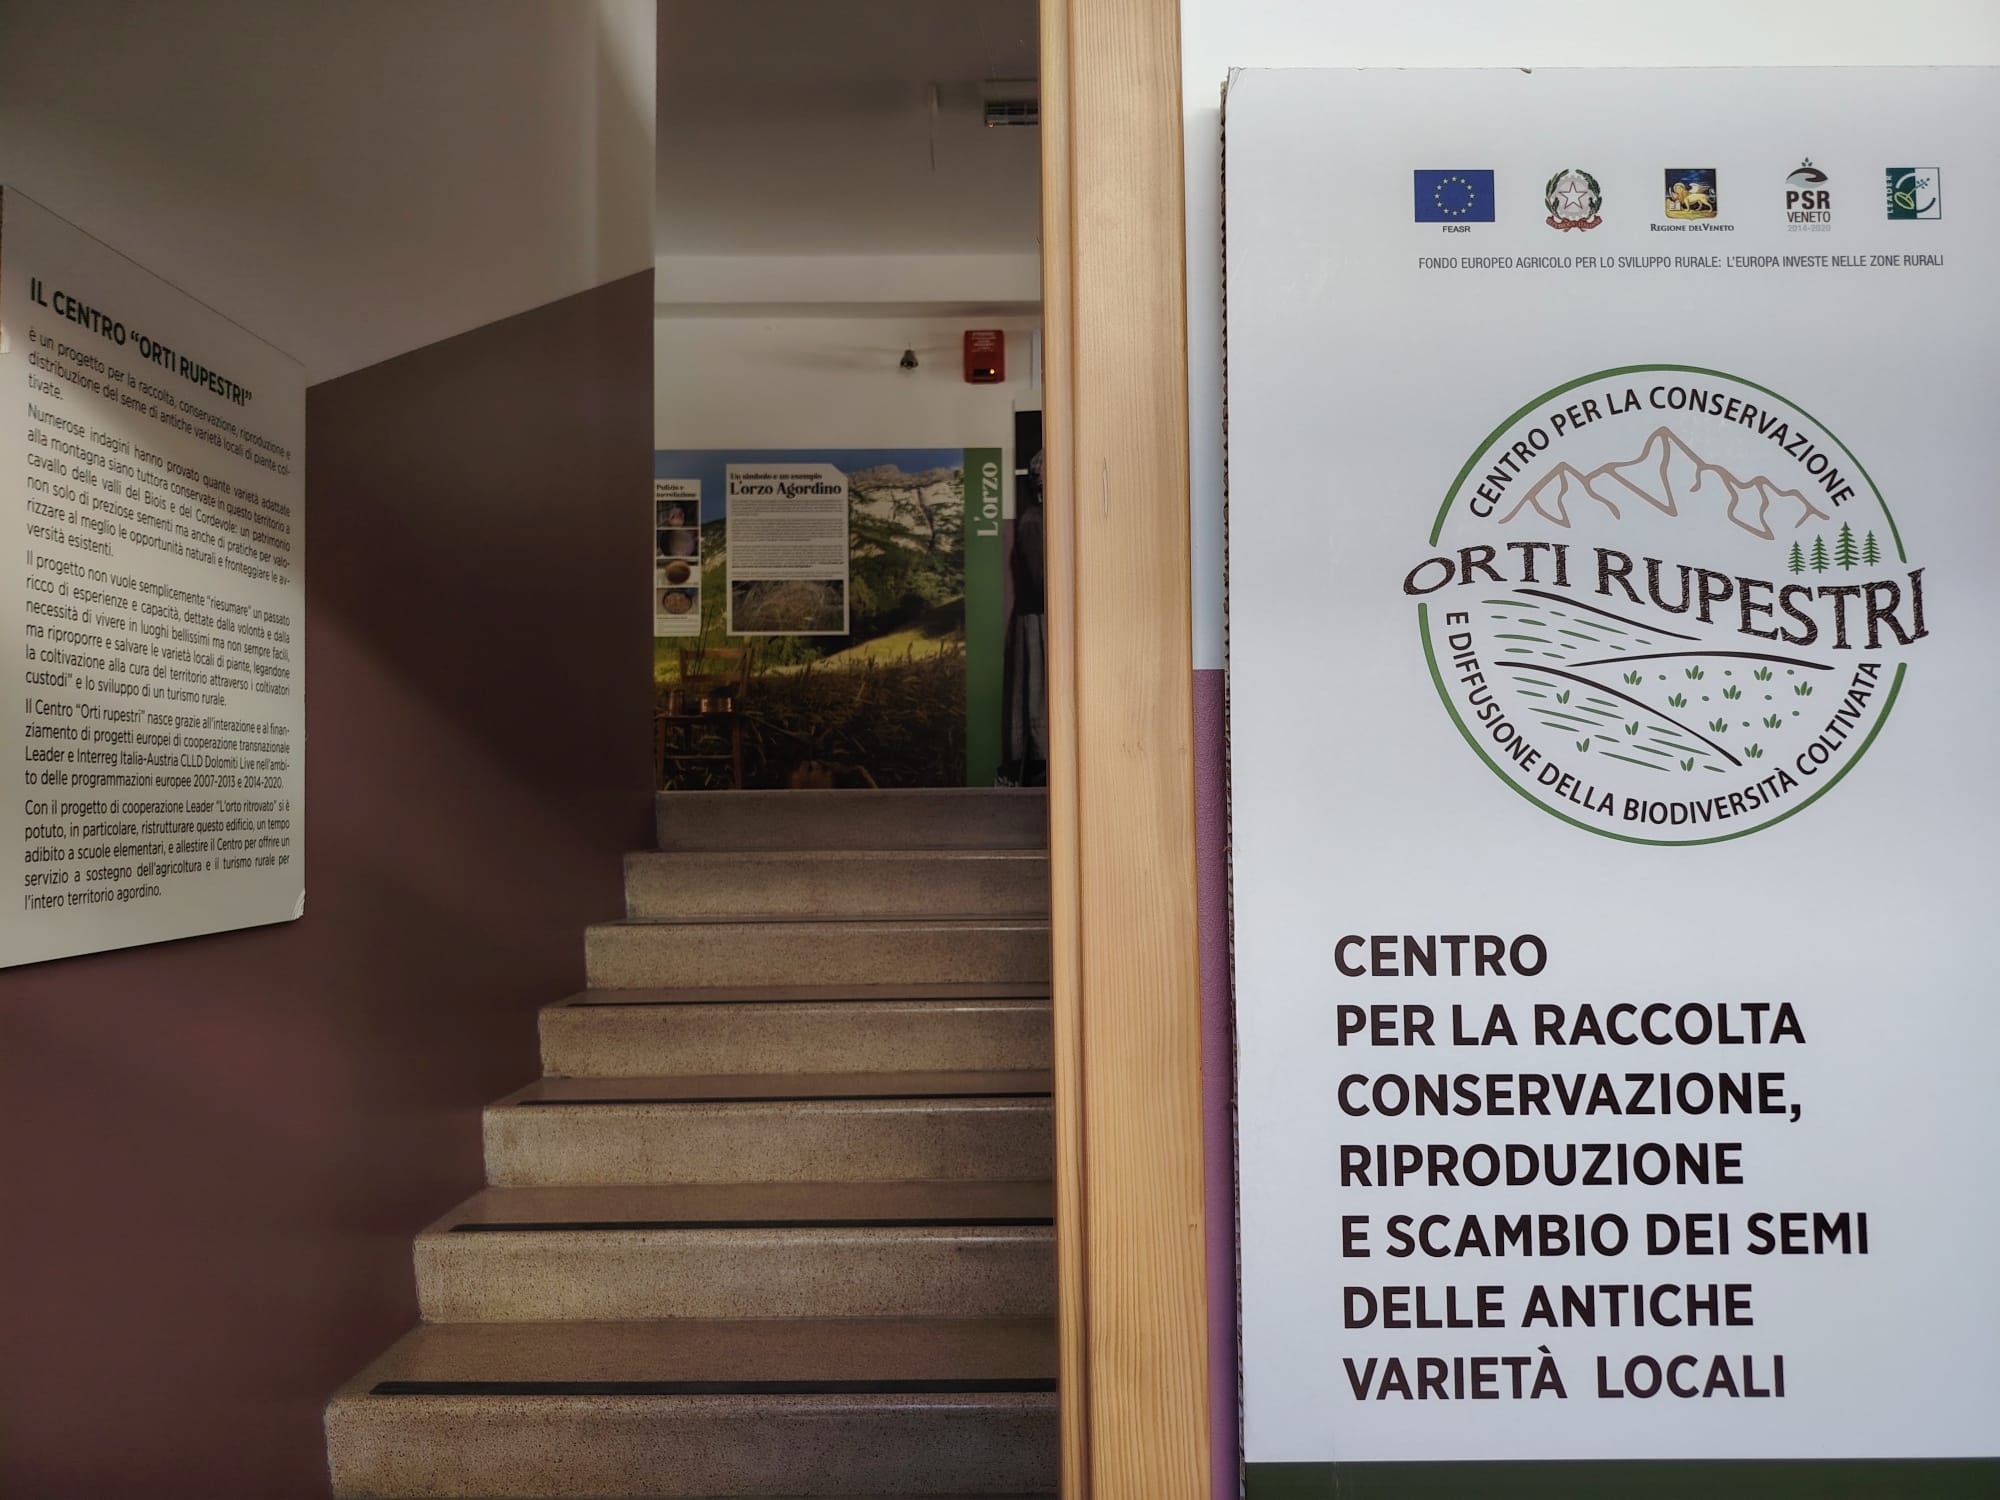 IL CENTRO “ORTI RUPESTRI”
è un progetto per la raccolta, conservazione, riproduzione e
distribuzione del seme di antiche varietà locali di piante col-
tivate.
Numerose indagini hanno provato quante varietà adattate
alla montagna siano tuttora conservate in questo territorio a
cavallo delle valli del Biois e del Cordevole: un patrimonio
non solo di preziose sementi ma anche di pratiche per valo-
rizzare al meglio le opportunità naturali e fronteggiare le av-
versità esistenti.
Il progetto non vuole semplicemente “riesumare” un passato
ricco di esperienze e capacità, dettate dalla volontà e dalla
necessità di vivere in luoghi bellissimi ma non sempre facili,
ma riproporre e salvare le varietà locali di piante, legandone
la coltivazione alla cura del territorio attraverso i coltivatori
custodi” e lo sviluppo di un turismo rurale.
Il Centro “Orti rupestri” nasce grazie all'interazione e al finan-
ziamento di progetti europei di cooperazione transnazionale
Leader e Interreg Italia-Austria CLLD Dolomiti Live nell'ambi-
to delle programmazioni europee 2007-2013 e 2014-2020.
Con il progetto di cooperazione Leader “L'orto ritrovato” si è
potuto, in particolare, ristrutturare questo edificio, un tempo
adibito a scuole elementari, e allestire il Centro per offrire un
servizio a sostegno dell'agricoltura e il turismo rurale per
l'intero territorio agordino.
Pulizia e
Un simbolo e un esempio
L'orzo Agordino
L'orzo
FEASR
REGIONE DEL VENETO
PSR
VENETO
2014-2020
LEADER
FONDO EUROPEO AGRICOLO PER LO SVILUPPO RURALE: L'EUROPA INVESTE NELLE ZONE RURALI
CENTRO PER LA CONSERVAZIONE
ORTI RUPESTRI
E DIFFUSIONE DELLA BIODIVERSITÀ COLTIVATA
CENTRO
PER LA RACCOLTA
CONSERVAZIONE,
RIPRODUZIONE
E SCAMBIO DEI SEMI
DELLE ANTICHE
VARIETÀ LOCALI